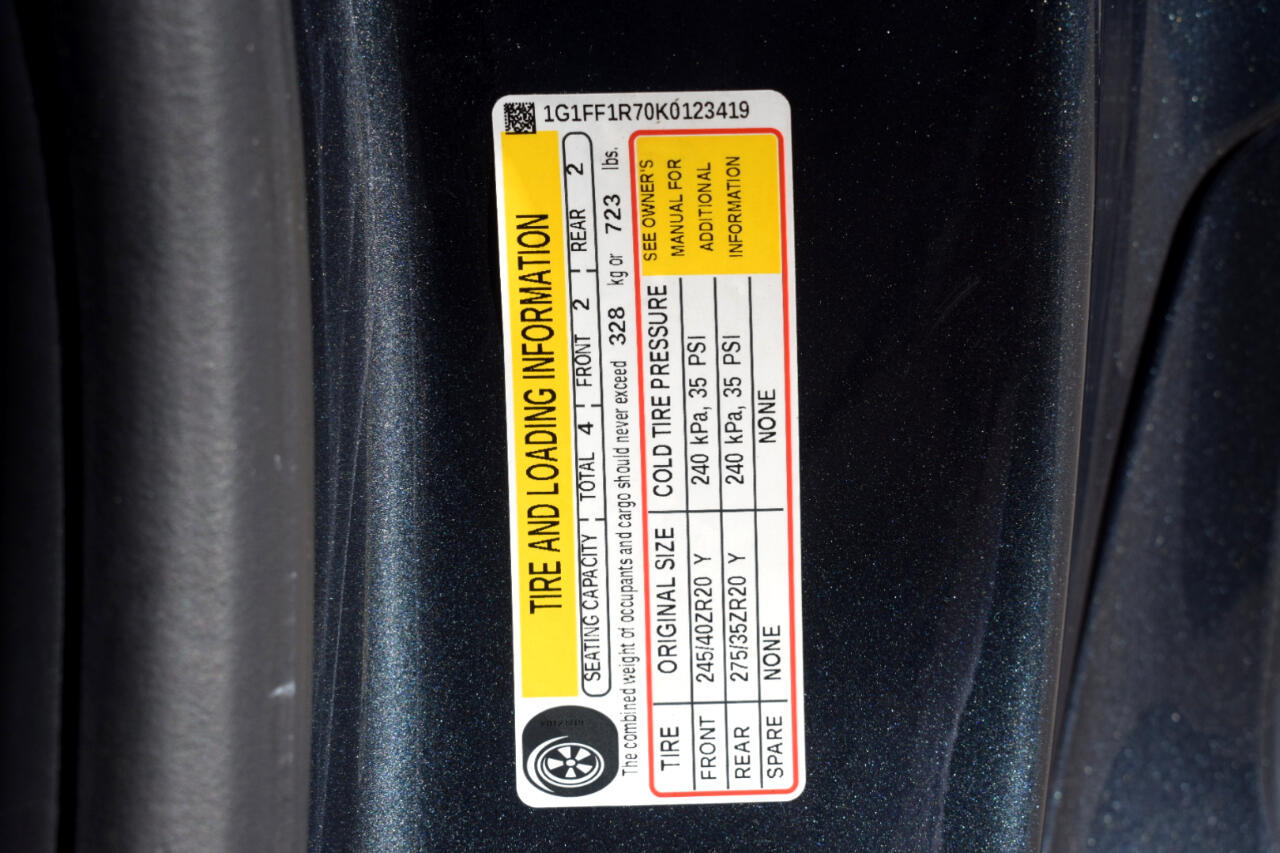 1G1FF1R70K0123419
TIRE AND LOADING INFORMATION
SEATING CAPACITY TOTAL 4 FRONT 2 REAR 2
The combined weight of occupants and cargo should never exceed 328 kg or 723 lbs.
TIRE ORIGINAL SIZE COLD TIRE PRESSURE
FRONT 245/40ZR20 Y 240 kPa, 35 PSI
REAR 275/35ZR20 Y 240 kPa, 35 PSI
SPARE NONE NONE
SEE OWNER'S
MANUAL FOR
ADDITIONAL
INFORMATION